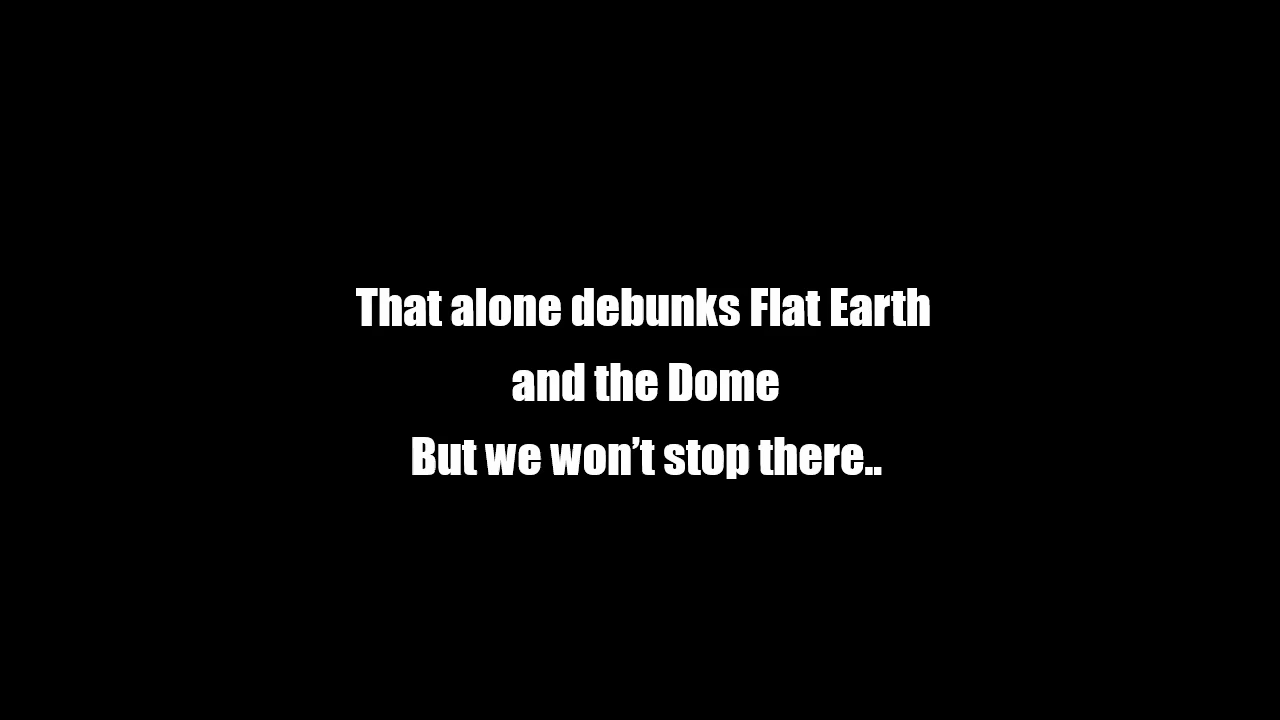 That alone debunks Flat Earth
and the Dome
But we won’t stop there..